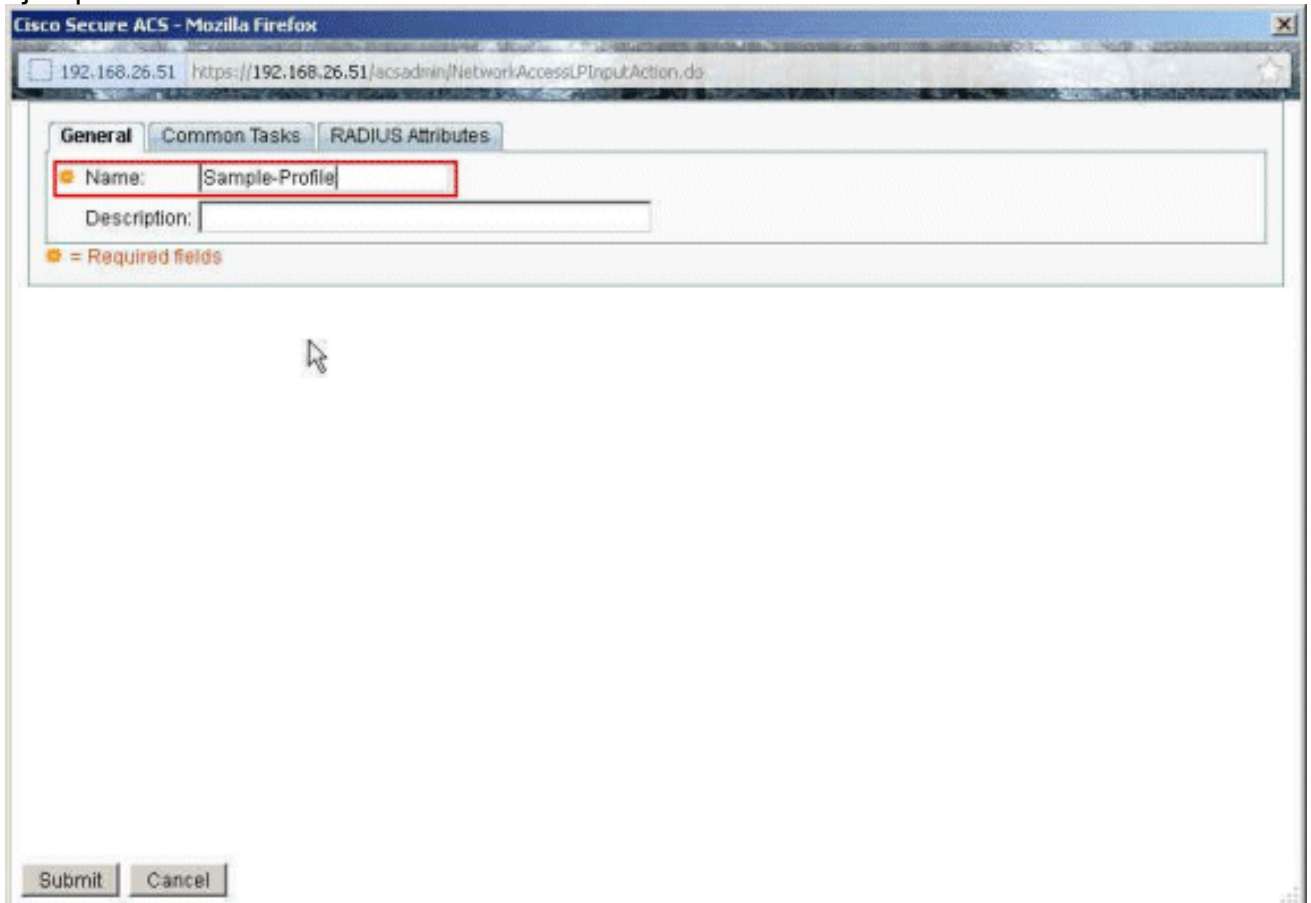 Cisco Secure ACS - Mozilla Firefox
192.168.26.51 https://192.168.26.51/acsadmin/NetworkAccessLPInputAction.do
General Common Tasks RADIUS Attributes
Name: Sample-Profile
Description:
= Required fields
Submit Cancel